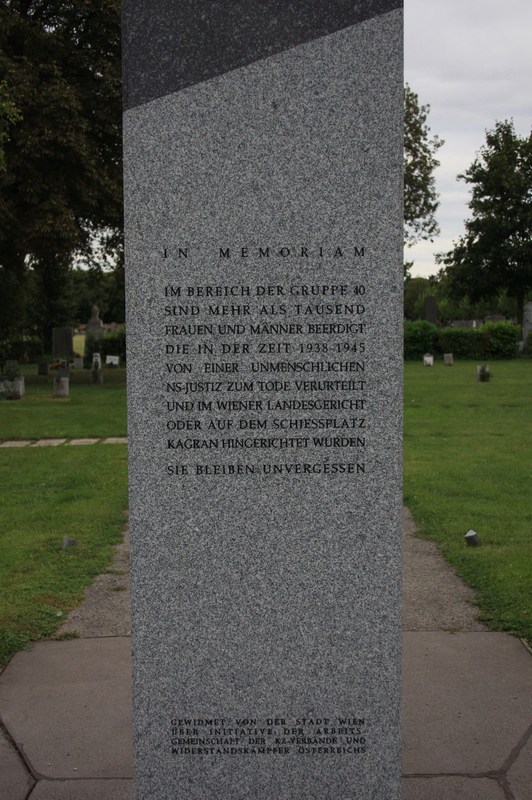 IN MEMORIAM
IM BEREICH DER GRUPPE 40
SIND MEHR ALS TAUSEND
FRAUEN UND MÄNNER BEERDIGT
DIE IN DER ZEIT 1938-1945
VON EINER UNMENSCHLICHEN
NS-JUSTIZ ZUM TODE VERURTEILT
UND IM WIENER LANDESGERICHT
ODER AUF DEM SCHIESSPLATZ
KAGRAN HINGERICHTET WURDEN
SIE BLEIBEN UNVERGESSEN
GEWIDMET VON DER STADT WIEN
ÜBER INITIATIVE DER ARBEITS-
GEMEINSCHAFT DER KZ-VERBÄNDE UND
WIDERSTANDSKÄMPFER ÖSTERREICHS